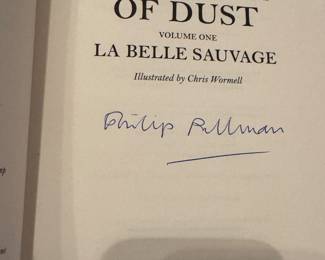 OF DUST
VOLUME ONE
LA BELLE SAUVAGE
Illustrated by Chris Wormell
Philip Pullman